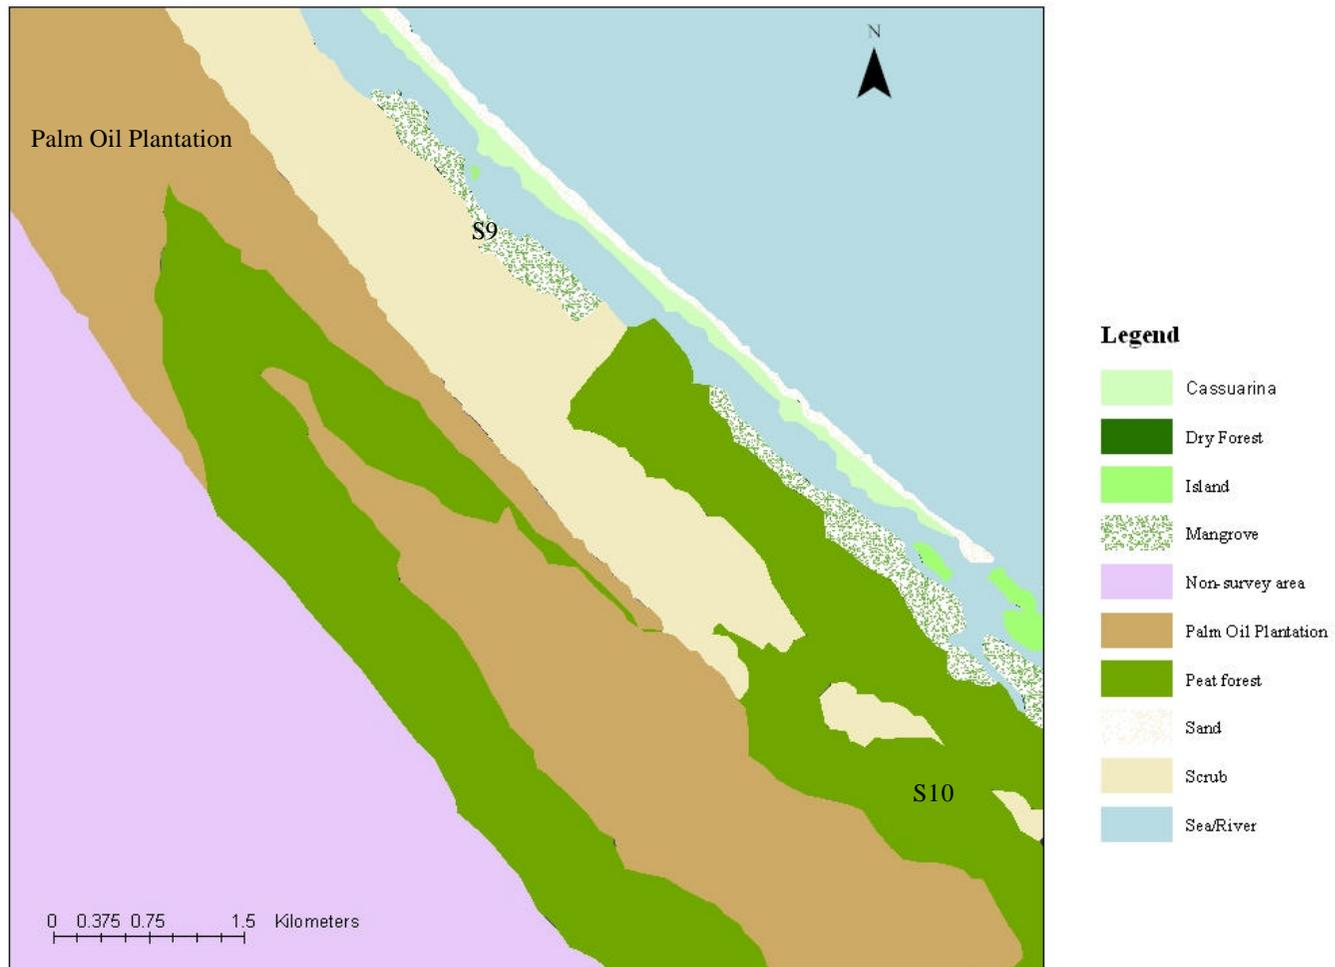 N
Palm Oil Plantation
S9
S10
0 0.375 0.75 1.5 Kilometers
Legend
Cassuarina
Dry Forest
Island
Mangrove
Non-survey area
Palm Oil Plantation
Peat forest
Sand
Scrub
Sea/River